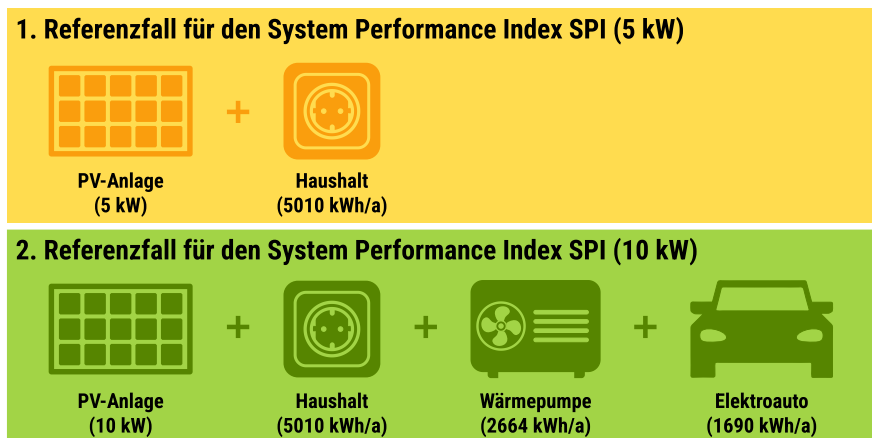 1. Referenzfall für den System Performance Index SPI (5 kW)
PV-Anlage
(5 kW)
Haushalt
(5010 kWh/a)
2. Referenzfall für den System Performance Index SPI (10 kW)
PV-Anlage
(10 kW)
Haushalt
(5010 kWh/a)
Wärmepumpe
(2664 kWh/a)
Elektroauto
(1690 kWh/a)